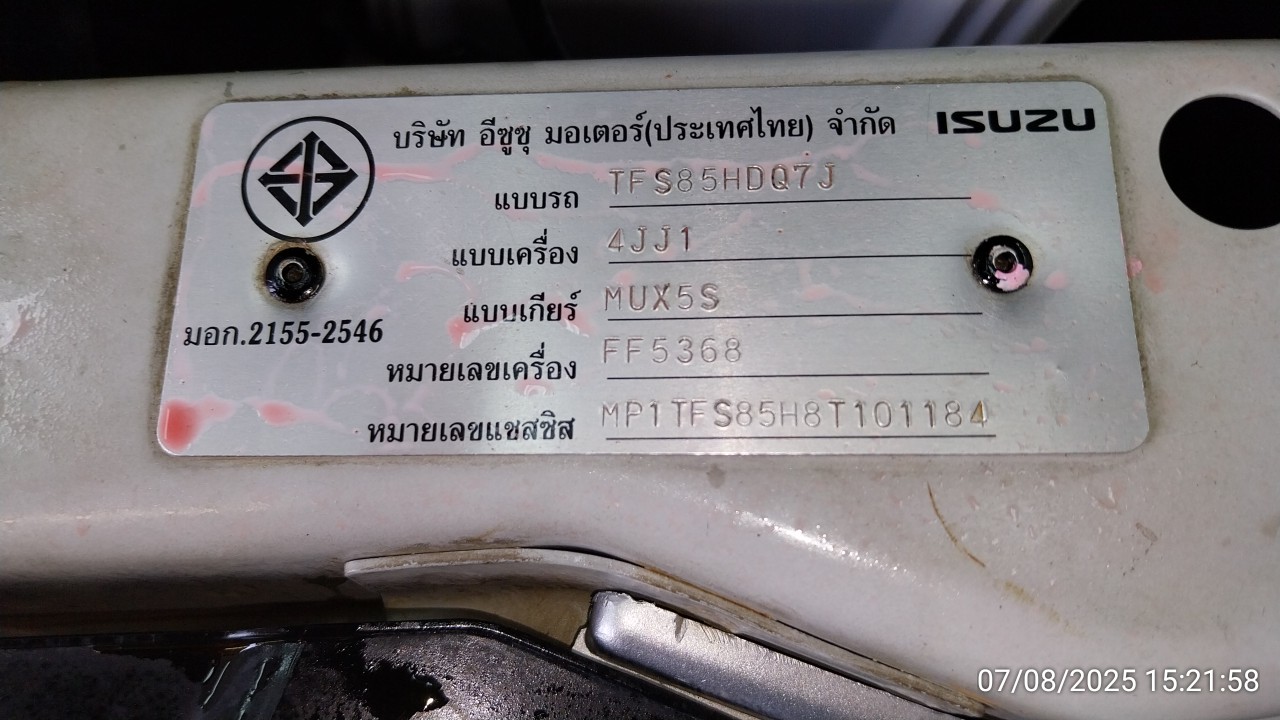 บริษัท อีซูซุ มอเตอร์(ประเทศไทย) จำกัด ISUZU
แบบรถ TFS85HDQ7J
แบบเครื่อง 4JJ1
แบบเกียร์ MUX5S
มอก.2155-2546
หมายเลขเครื่อง FF5368
หมายเลขแชสซิส MP1TFS85H8T101184
07/08/2025 15:21:58